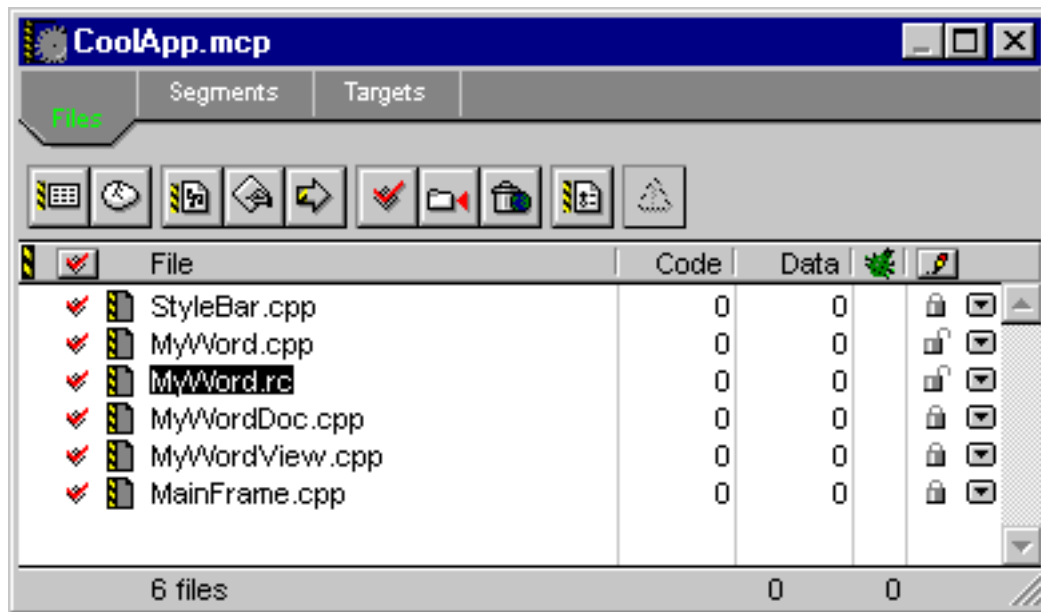 CoolApp.mcp
Files Segments Targets
File Code Data
StyleBar.cpp 0 0
MyWord.cpp 0 0
MyWord.rc 0 0
MyWordDoc.cpp 0 0
MyWordView.cpp 0 0
MainFrame.cpp 0 0
6 files 0 0